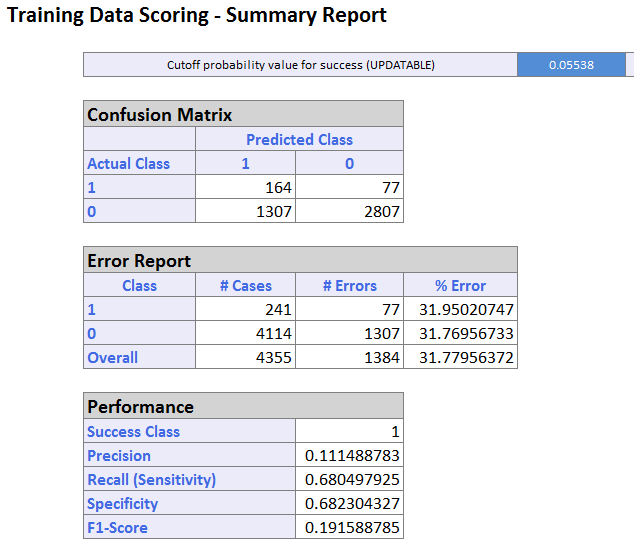 Training Data Scoring - Summary Report
Cutoff probability value for success (UPDATABLE) 0.05538
Confusion Matrix
Predicted Class
Actual Class 1 0
1 164 77
0 1307 2807
Error Report
Class # Cases # Errors % Error
1 241 77 31.95020747
0 4114 1307 31.76956733
Overall 4355 1384 31.77956372
Performance
Success Class 1
Precision 0.111488783
Recall (Sensitivity) 0.680497925
Specificity 0.682304327
F1-Score 0.191588785